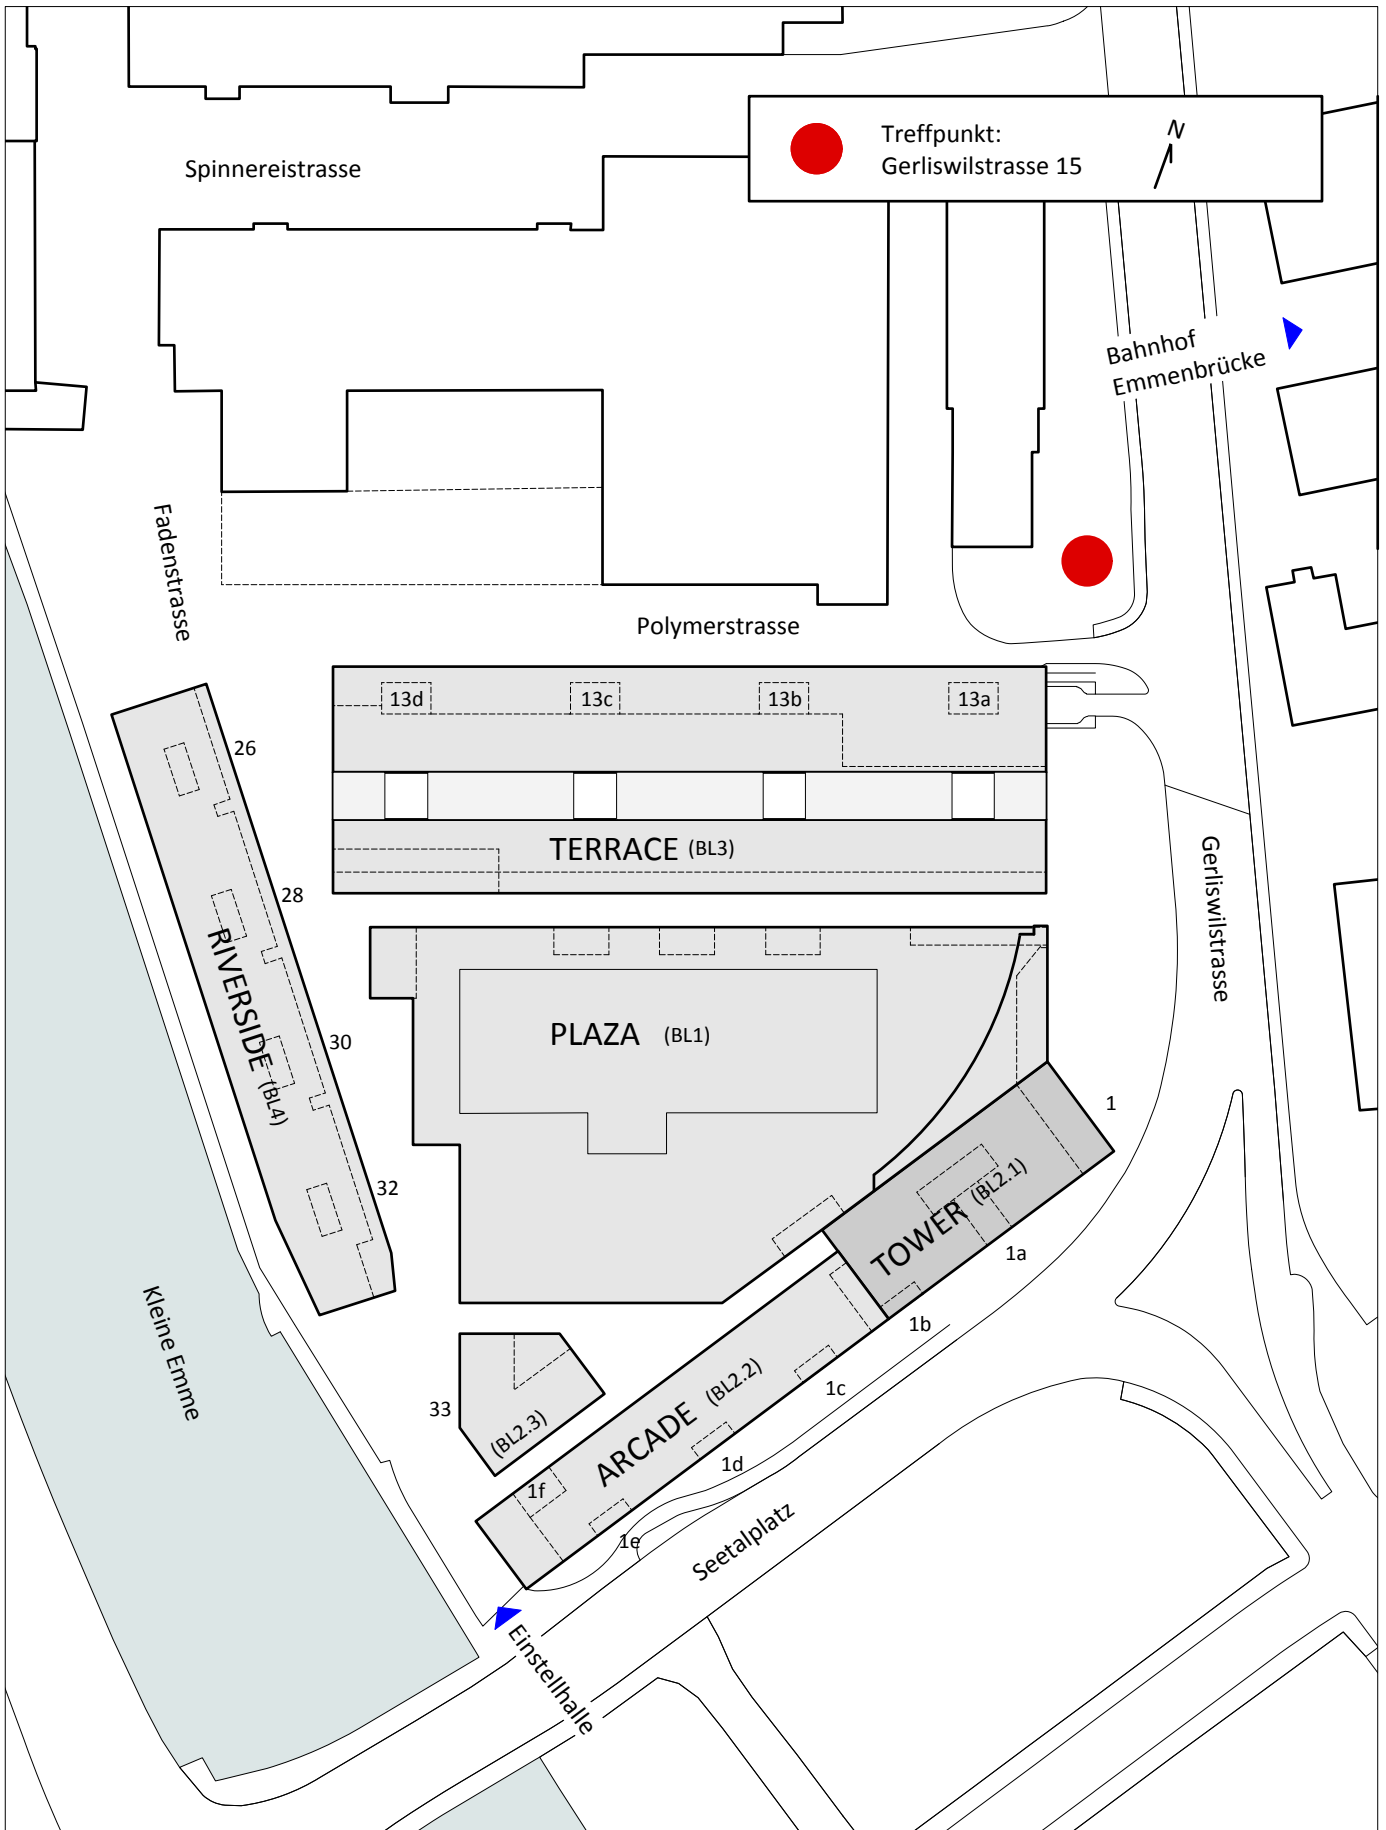 Treffpunkt:
Gerliswilstrasse 15
N
Spinnereistrasse
Bahnhof
Emmenbrücke
Fadenstrasse
Polymerstrasse
13d
13c
13b
13a
26
TERRACE (BL3)
Gerliswilstrasse
28
RIVERSIDE (BL4)
PLAZA (BL1)
30
1
32
TOWER (BL2.1)
1a
Kleine Emme
1b
1c
33
(BL2.3)
ARCADE (BL2.2)
1d
1f
1e
Seetalplatz
Einstellhalle